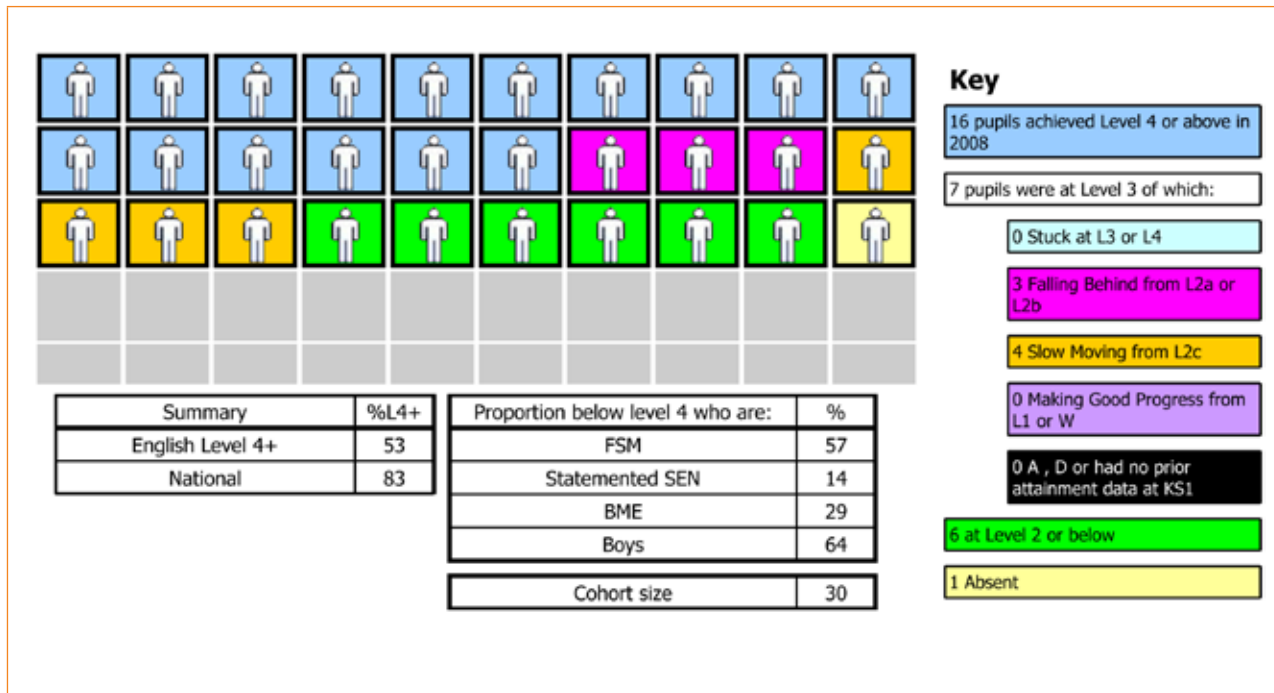 Key
16 pupils achieved Level 4 or above in
2008
7 pupils were at Level 3 of which:
0 Stuck at L3 or L4
3 Falling Behind from L2a or
L2b
4 Slow Moving from L2c
0 Making Good Progress from
L1 or W
0 A , D or had no prior
attainment data at KS1
6 at Level 2 or below
1 Absent
Summary %L4+
English Level 4+ 53
National 83
Proportion below level 4 who are: %
FSM 57
Statemented SEN 14
BME 29
Boys 64
Cohort size 30